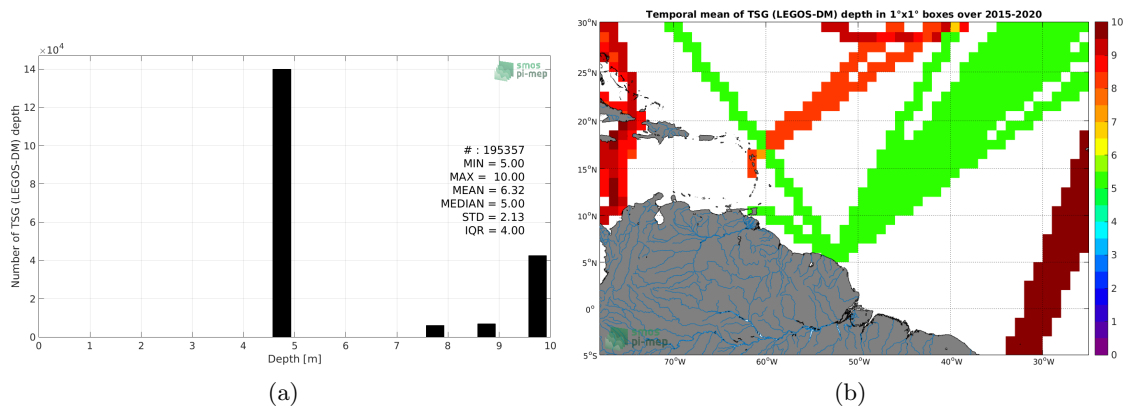 ×10⁴
14
12
10
8
6
4
2
0
0 1 2 3 4 5 6 7 8 9 10
Number of TSG (LEGOS-DM) depth
Depth [m]
smos
pi-mep
# : 195357
MIN = 5.00
MAX = 10.00
MEAN = 6.32
MEDIAN = 5.00
STD = 2.13
IQR = 4.00
(a)
Temporal mean of TSG (LEGOS-DM) depth in 1°x1° boxes over 2015-2020
30°N
25°N
20°N
15°N
10°N
5°N
0°
5°S
70°W 60°W 50°W 40°W 30°W
smos
pi-mep
10
9
8
7
6
5
4
3
2
1
0
(b)